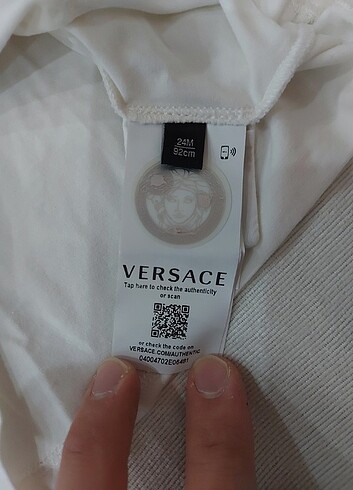 24M
92cm
VERSACE
Tap here to check the authenticity
or scan
or check the code on
VERSACE.COM/AUTHENTIC
04004702E06481